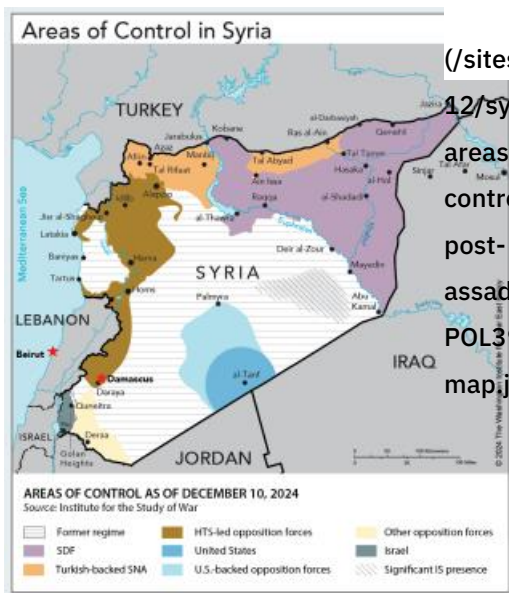 Areas of Control in Syria
(/sites
12/sy
areas
contro
post-
assad
POL39
map.j
TURKEY
Kobane
al-Darbasiyah
Jarabulus
Ras al-Ain
Qamishli
Azaz
Afrin
Manbij
Tal Rifaat
Tal Abyad
Tal Tamr
Sinjar
Tal Afar
Mosul
Ain Issa
Hasaka
al-Hol
Aleppo
Idlib
Raqqa
al-Shadadi
Jisr al-Shughour
al-Thawra
Euphrates
Latakia
Deir al-Zour
Mediterranean Sea
Baniyas
Hama
SYRIA
Mayadin
Tartus
Homs
Palmyra
Abu
Kamal
LEBANON
IRAQ
Beirut
al-Tanf
Damascus
Daraya
Quneitra
ISRAEL
Deraa
Golan
Heights
JORDAN
© 2024 The Washington Institute for Near East
AREAS OF CONTROL AS OF DECEMBER 10, 2024
Source: Institute for the Study of War
Former regime
HTS-led opposition forces
Other opposition forces
SDF
United States
Israel
Turkish-backed SNA
U.S.-backed opposition forces
Significant IS presence